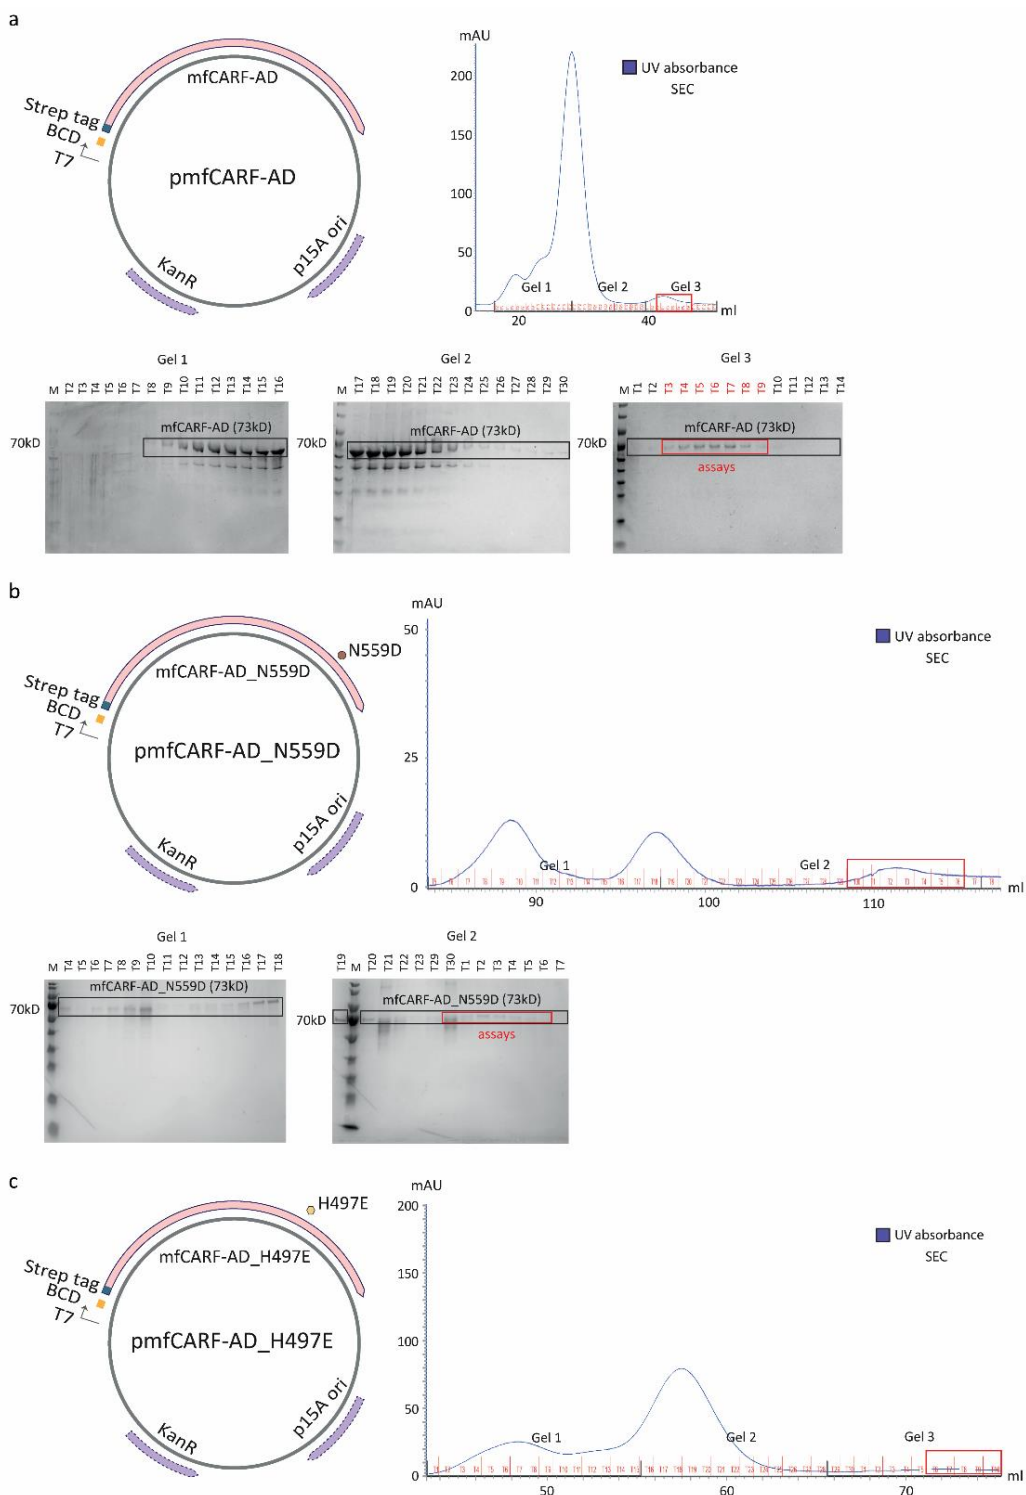 a
mfCARF-AD
Strep tag
BCD
T7
pmfCARF-AD
KanR
p15A ori
mAU
200
150
100
50
0
UV absorbance
SEC
Gel 1 Gel 2 Gel 3
20 40 ml
Gel 1
M T2 T3 T4 T5 T6 T7 T8 T9 T10 T11 T12 T13 T14 T15 T16
mfCARF-AD (73kD)
70kD
Gel 2
M T17 T18 T19 T20 T21 T22 T23 T24 T25 T26 T27 T28 T29 T30
mfCARF-AD (73kD)
70kD
Gel 3
M T1 T2 T3 T4 T5 T6 T7 T8 T9 T10 T11 T12 T13 T14
mfCARF-AD (73kD)
70kD
assays
b
N559D
mfCARF-AD_N559D
Strep tag
BCD
T7
pmfCARF-AD_N559D
KanR
p15A ori
mAU
50
25
0
UV absorbance
SEC
Gel 1 Gel 2
90 100 110 ml
Gel 1
M T4 T5 T6 T7 T8 T9 T10 T11 T12 T13 T14 T15 T16 T17 T18
mfCARF-AD_N559D (73kD)
70kD
Gel 2
T19 M T20 T21 T22 T23 T29 T30 T1 T2 T3 T4 T5 T6 T7
mfCARF-AD_N559D (73kD)
70kD
assays
c
H497E
mfCARF-AD_H497E
Strep tag
BCD
T7
pmfCARF-AD_H497E
KanR
p15A ori
mAU
200
150
100
50
0
UV absorbance
SEC
Gel 1 Gel 2 Gel 3
50 60 70 ml